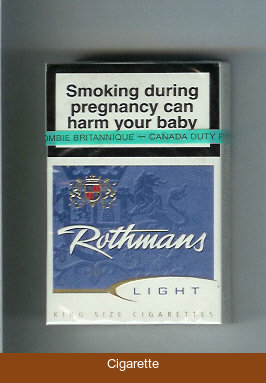 Smoking during
pregnancy can
harm your baby
OMBIE BRITANNIQUE — CANADA DUTY
Rothmans
LIGHT
KING SIZE CIGARETTES
Cigarette